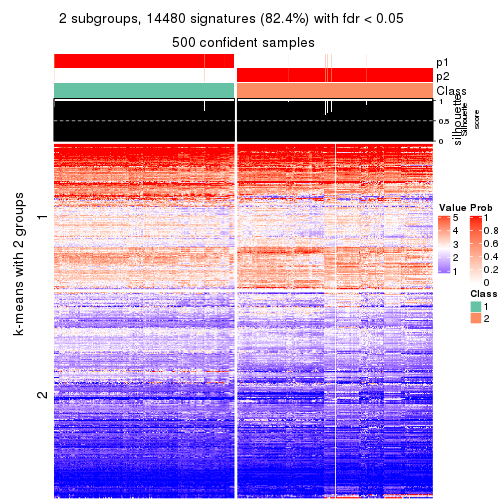 2 subgroups, 14480 signatures (82.4%) with fdr < 0.05
500 confident samples
p1
p2
Class
1
0.5
0
silhouette
Silhouette
score
k-means with 2 groups
1
2
Value
5
4
3
2
1
Prob
1
0.8
0.6
0.4
0.2
0
Class
1
2